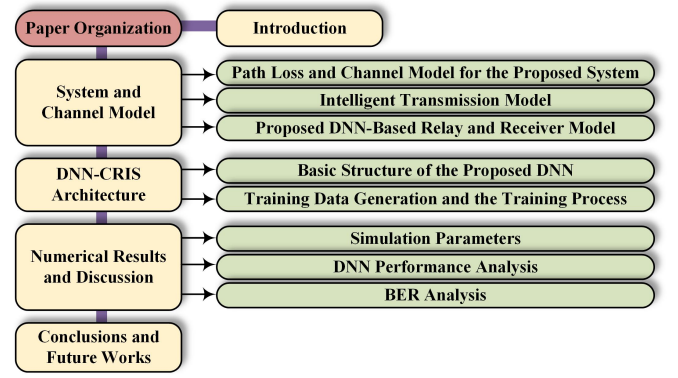 Paper Organization
Introduction
System and
Channel Model
Path Loss and Channel Model for the Proposed System
Intelligent Transmission Model
Proposed DNN-Based Relay and Receiver Model
DNN-CRIS
Architecture
Basic Structure of the Proposed DNN
Training Data Generation and the Training Process
Numerical Results
and Discussion
Simulation Parameters
DNN Performance Analysis
BER Analysis
Conclusions and
Future Works